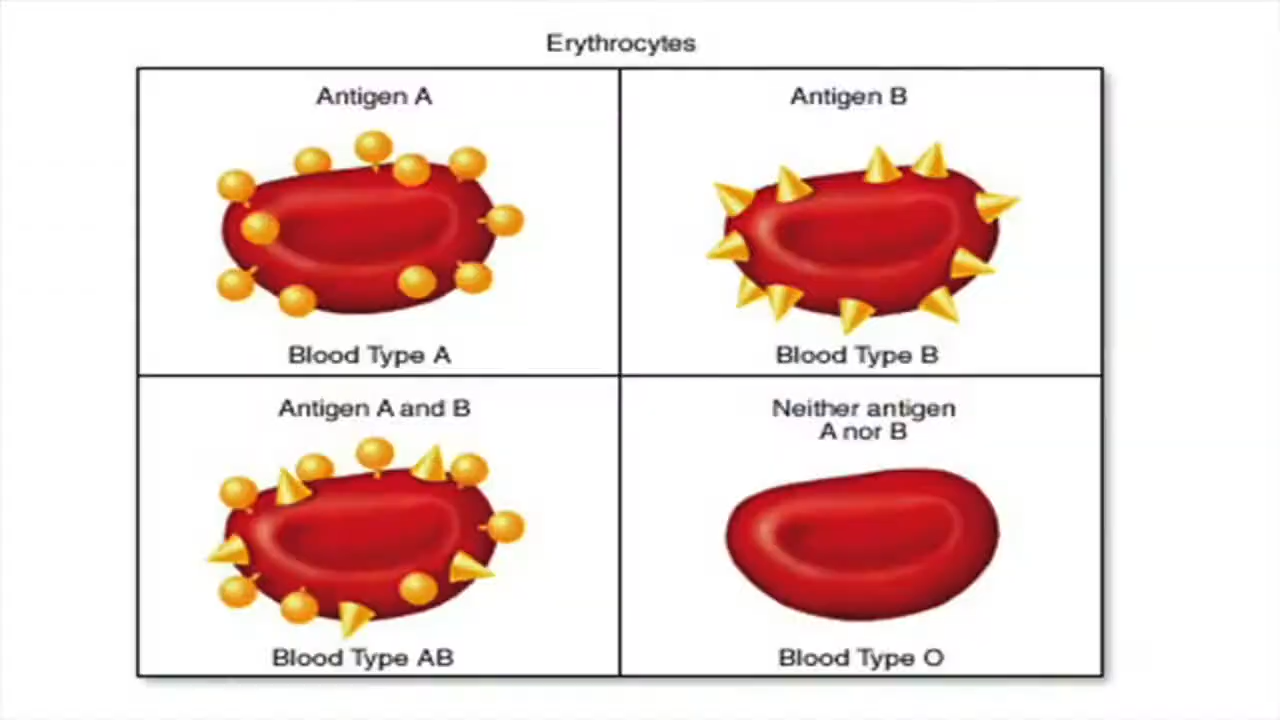 Erythrocytes
Antigen A
Blood Type A
Antigen B
Blood Type B
Antigen A and B
Blood Type AB
Neither antigen
A nor B
Blood Type O